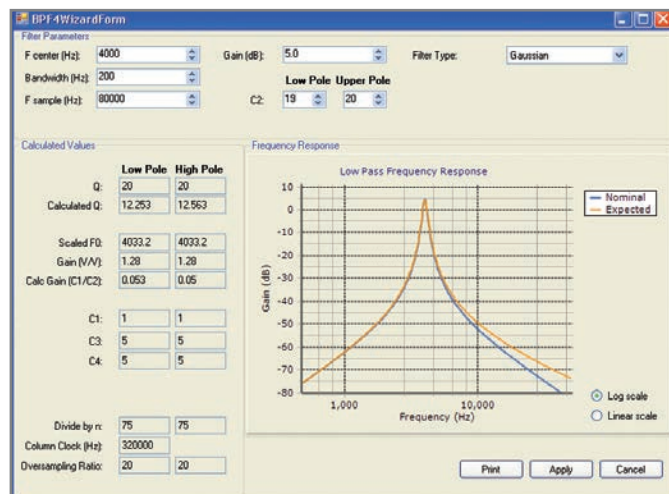 BPF4WizardForm
Filter Parameters
F center (Hz): 4000 Gain (dB): 5.0 Filter Type: Gaussian
Bandwidth (Hz): 200 Low Pole Upper Pole
F sample (Hz): 80000 C2: 19 20
Calculated Values
Low Pole High Pole
Q: 20 20
Calculated Q: 12.253 12.563
Scaled F0: 4033.2 4033.2
Gain (V/V): 1.28 1.28
Calc Gain (C1/C2): 0.053 0.05
C1: 1 1
C3: 5 5
C4: 5 5
Divide by n: 75 75
Column Clock (Hz): 320000
Oversampling Ratio: 20 20
Frequency Response
Low Pass Frequency Response
Gain (dB)
10
0
-10
-20
-30
-40
-50
-60
-70
-80
1,000 10,000
Frequency (Hz)
Nominal
Expected
Log scale
Linear scale
Print Apply Cancel